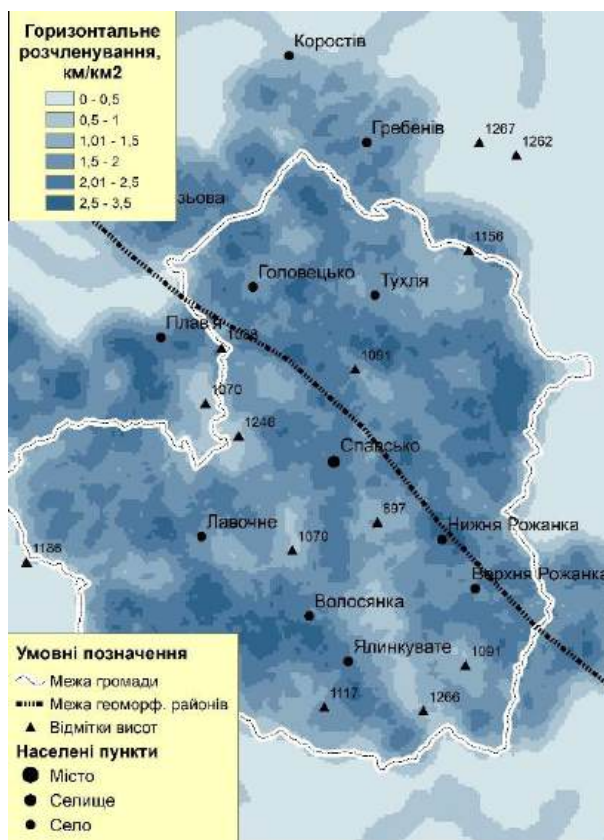 Горизонтальне
розчленування,
км/км2
0 - 0,5
0,5 - 1
1,01 - 1,5
1,5 - 2
2,01 - 2,5
2,5 - 3,5
Коростів
Гребенів
1267
1262
зьова
1156
Головецько
Тухля
Плав'я
1091
1070
1246
Славсько
897
Лавочне
1070
Нижня Рожанка
1186
Верхня Рожанка
Волосянка
Ялинкувате
1091
1117
1266
Умовні позначення
Межа громади
Межа геоморф. районів
Відмітки висот
Населені пункти
Місто
Селище
Село